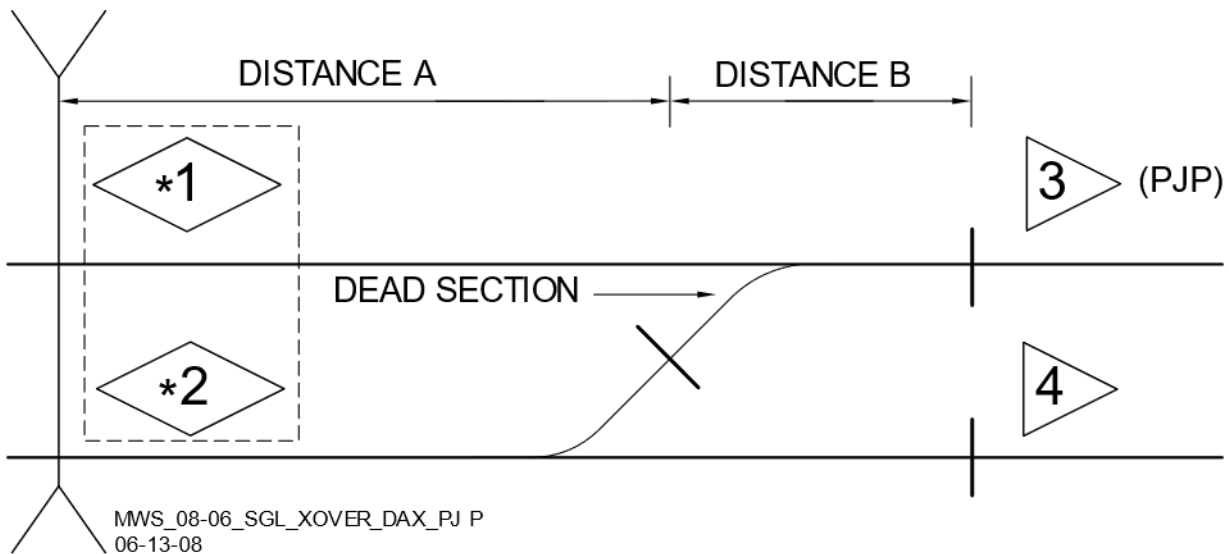 DISTANCE A
DISTANCE B
*1
3
(PJP)
DEAD SECTION
*2
4
MWS_08-06_SGL_XOVER_DAX_PJ P
06-13-08